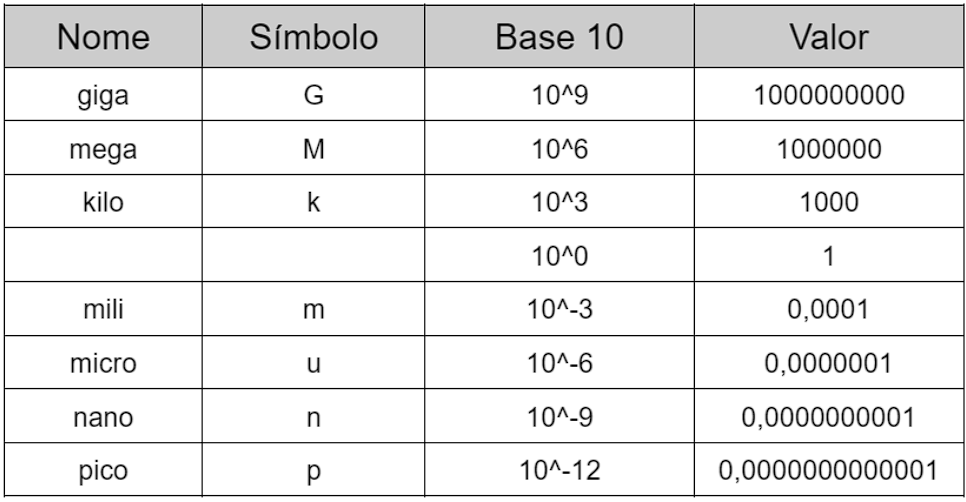 Nome Símbolo Base 10 Valor
giga G 10^9 1000000000
mega M 10^6 1000000
kilo k 10^3 1000
10^0 1
mili m 10^-3 0,0001
micro u 10^-6 0,0000001
nano n 10^-9 0,0000000001
pico p 10^-12 0,0000000000001